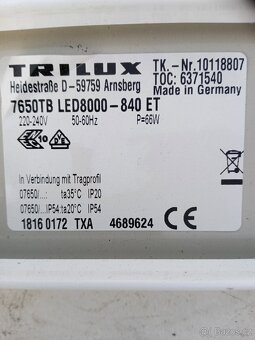 TRILUX
Heidestraße D-59759 Arnsberg
TK.-Nr.10118807
TOC: 6371540
Made in Germany
7650TB LED8000-840 ET
220-240V 50-60Hz P=66W
10
In Verbindung mit Tragprofil
07650/...: ta35°C IP20
07650/...IP54:ta20°C IP54
1816 0172 TXA 4689624